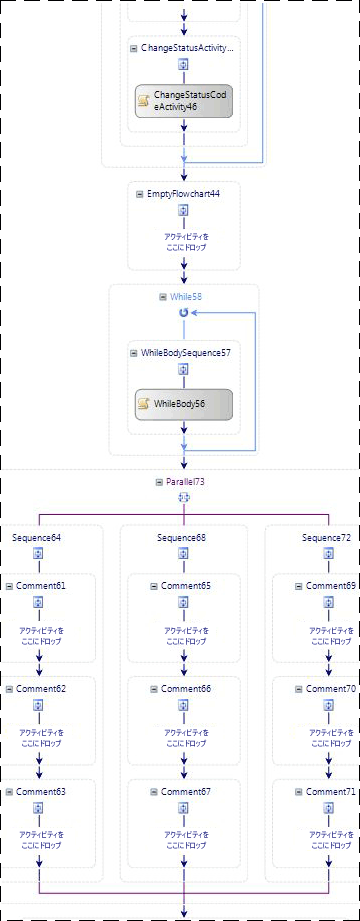 ChangeStatusActivity...
ChangeStatusCod
eActivity46
EmptyFlowchart44
アクティビティを
ここにドロップ
While58
WhileBodySequence57
WhileBody56
Parallel73
Sequence64
Sequence68
Sequence72
Comment61
Comment65
Comment69
アクティビティを
ここにドロップ
アクティビティを
ここにドロップ
アクティビティを
ここにドロップ
Comment62
Comment66
Comment70
アクティビティを
ここにドロップ
アクティビティを
ここにドロップ
アクティビティを
ここにドロップ
Comment63
Comment67
Comment71
アクティビティを
ここにドロップ
アクティビティを
ここにドロップ
アクティビティを
ここにドロップ